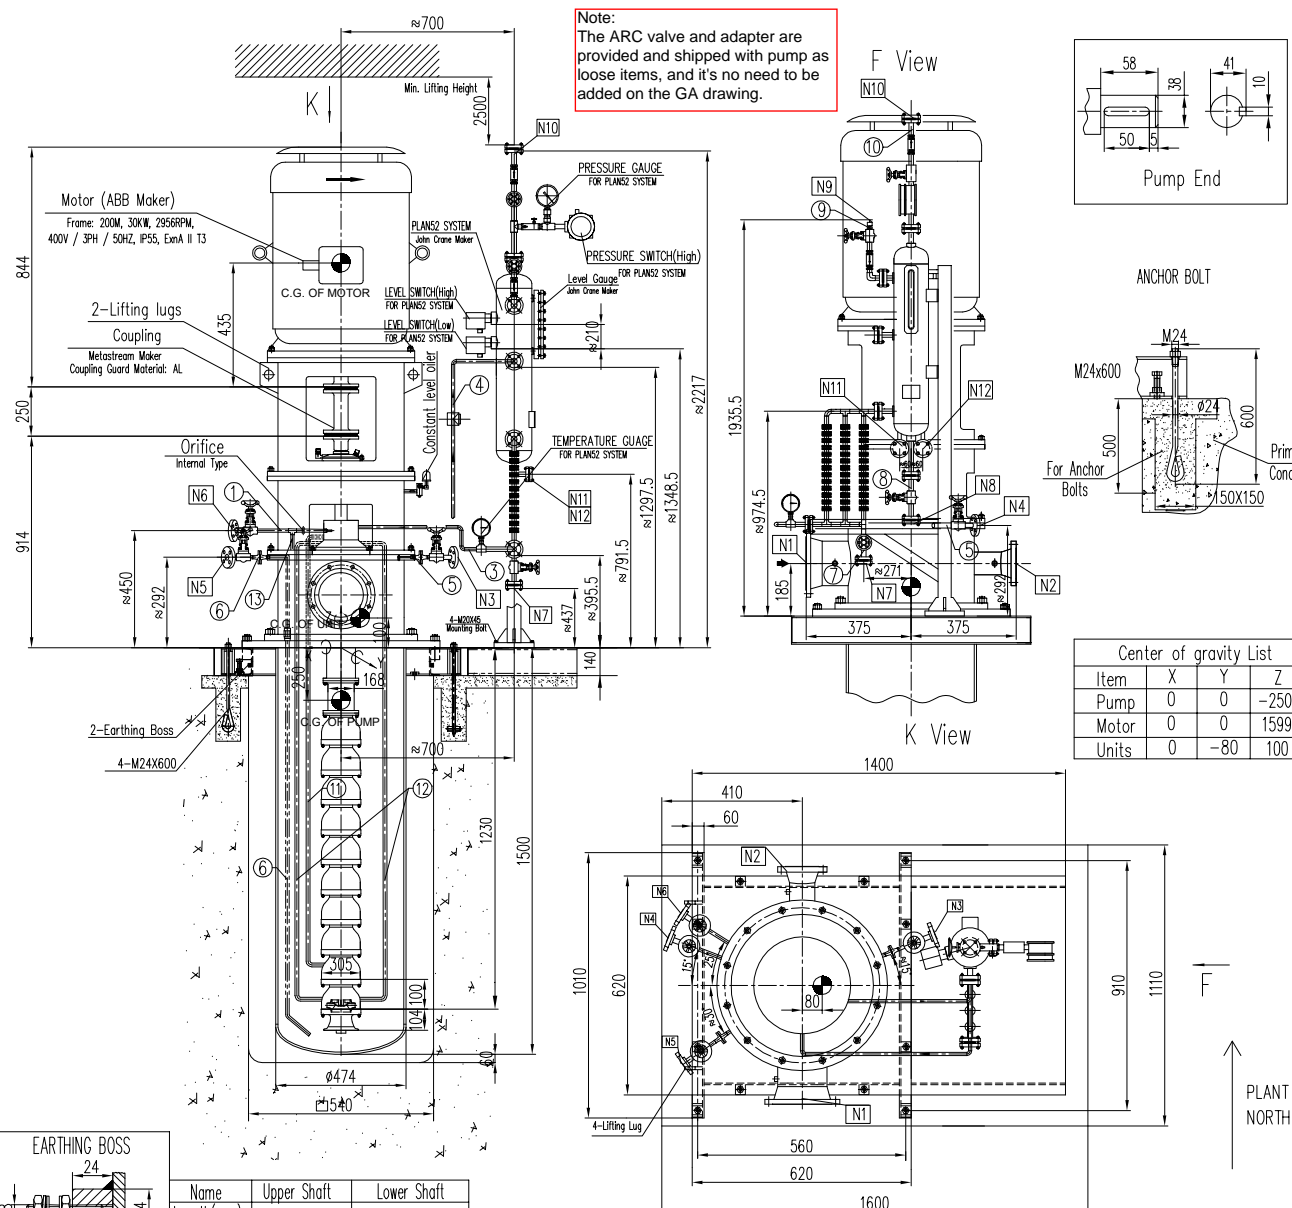 ≈700
Note:
The ARC valve and adapter are
provided and shipped with pump as
loose items, and it's no need to be
added on the GA drawing.
F View
58
41
38
10
50
5
Pump End
K
Min. Lifting Height
2500
N10
N10
10
Motor (ABB Maker)
Frame: 200M, 30KW, 2956RPM,
400V / 3PH / 50HZ, IP55, ExnA II T3
PRESSURE GAUGE
FOR PLAN52 SYSTEM
PLAN52 SYSTEM
John Crane Maker
PRESSURE SWITCH(High)
FOR PLAN52 SYSTEM
N9
9
844
C.G. OF MOTOR
LEVEL SWITCH(High)
FOR PLAN52 SYSTEM
Level Gauge
John Crane Maker
LEVEL SWITCH(Low)
FOR PLAN52 SYSTEM
≈210
435
2-Lifting lugs
Coupling
Metastream Maker
Coupling Guard Material: AL
4
Constant level oiler
≈2217
1935.5
ANCHOR BOLT
M24
M24x600
ø24
600
500
For Anchor
Bolts
150X150
250
914
Orifice
Internal Type
TEMPERATURE GUAGE
FOR PLAN52 SYSTEM
N11
N12
N11
N12
≈974.5
8
N8
N4
N6
1
N5
6
13
5
3
N3
N7
≈450
≈292
≈437
≈395.5
≈791.5
≈1297.5
≈1348.5
N1
7
≈271
N7
5
≈292
N2
185
375
375
C.G. OF UNIT
100
4-M20X45
Mounting Bolt
140
Y
250
168
C.G. OF PUMP
≈700
2-Earthing Boss
4-M24X600
11
12
6
1230
1500
305
100
104
60
ø474
□540
K View
Center of gravity List
Item X Y Z
Pump 0 0 -250
Motor 0 0 1599
Units 0 -80 100
1400
410
60
N2
N6
N4
N3
15°
25°
≈15°
≈30°
80
1010
620
910
1110
F
N5
4-Lifting Lug
N1
560
620
1600
PLANT
NORTH
EARTHING BOSS
24
Name Upper Shaft Lower Shaft